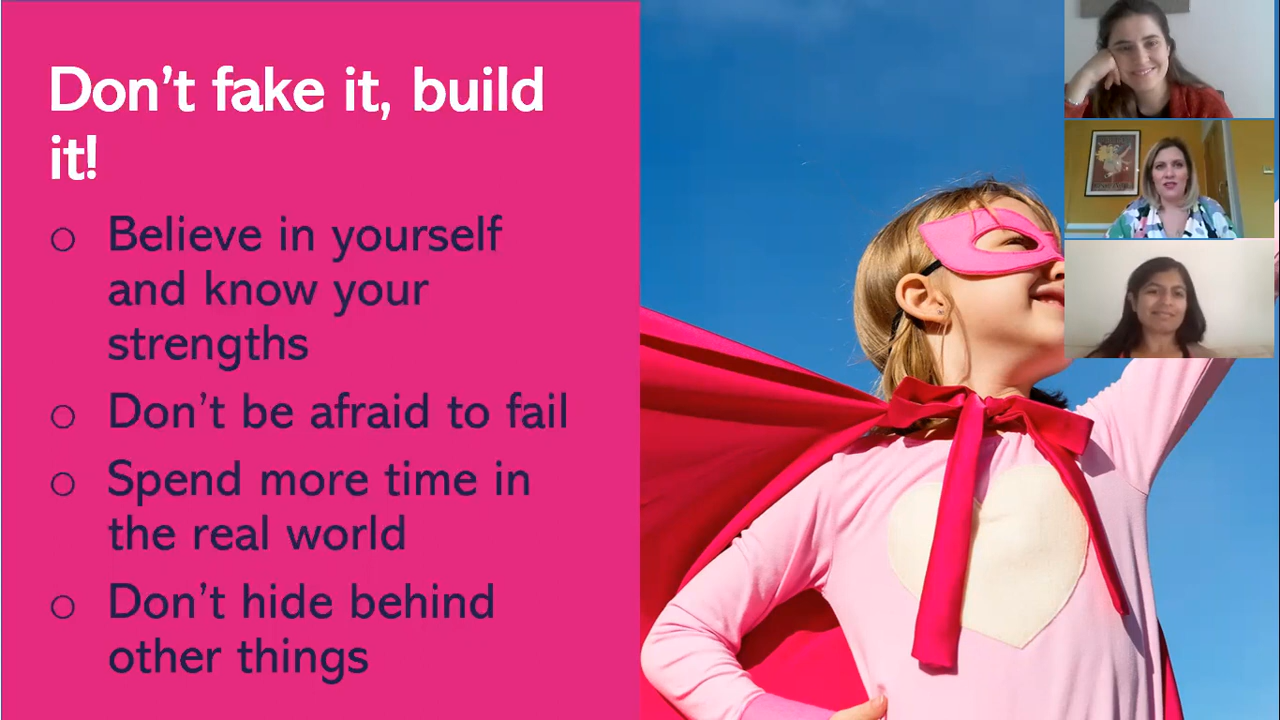 Don't fake it, build
it!
o Believe in yourself
and know your
strengths
o Don't be afraid to fail
o Spend more time in
the real world
o Don't hide behind
other things